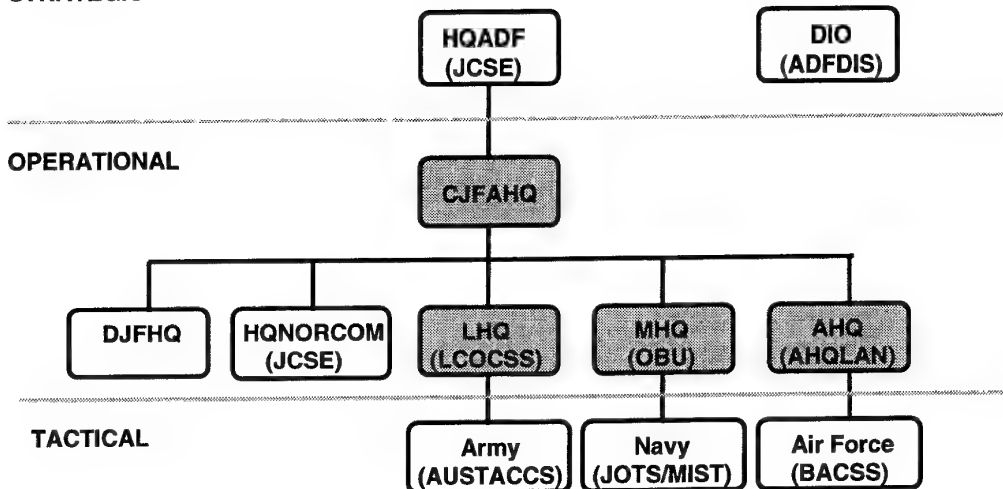 HQADF
(JCSE)
DIO
(ADFDIS)
OPERATIONAL
CJFAHQ
DJFHQ
HQNORCOM
(JCSE)
LHQ
(LCOCSS)
MHQ
(OBU)
AHQ
(AHQLAN)
TACTICAL
Army
(AUSTACCS)
Navy
(JOTS/MIST)
Air Force
(BACSS)